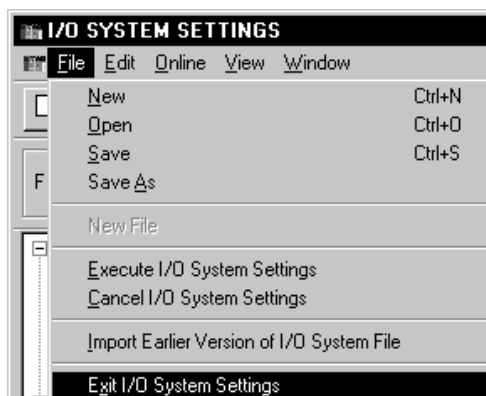 I/O SYSTEM SETTINGS
File Edit Online View Window
New Ctrl+N
Open Ctrl+O
Save Ctrl+S
Save As
F
New File
Execute I/O System Settings
Cancel I/O System Settings
Import Earlier Version of I/O System File
Exit I/O System Settings